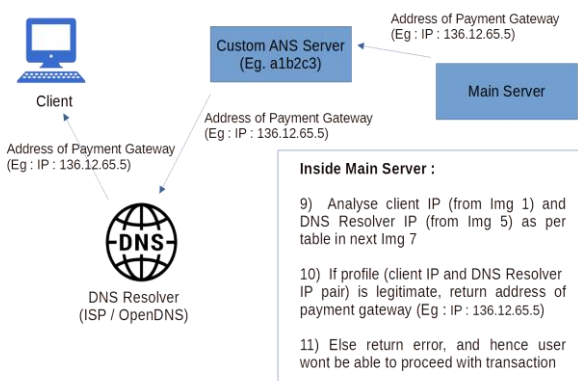 Address of Payment Gateway
(Eg : IP : 136.12.65.5)
Custom ANS Server
(Eg. a1b2c3)
Main Server
Client
Address of Payment Gateway
(Eg : IP : 136.12.65.5)
Address of Payment Gateway
(Eg : IP : 136.12.65.5)
DNS
DNS Resolver
(ISP / OpenDNS)
Inside Main Server :
9) Analyse client IP (from Img 1) and
DNS Resolver IP (from Img 5) as per
table in next Img 7
10) If profile (client IP and DNS Resolver
IP pair) is legitimate, return address of
payment gateway (Eg : IP : 136.12.65.5)
11) Else return error, and hence user
wont be able to proceed with transaction